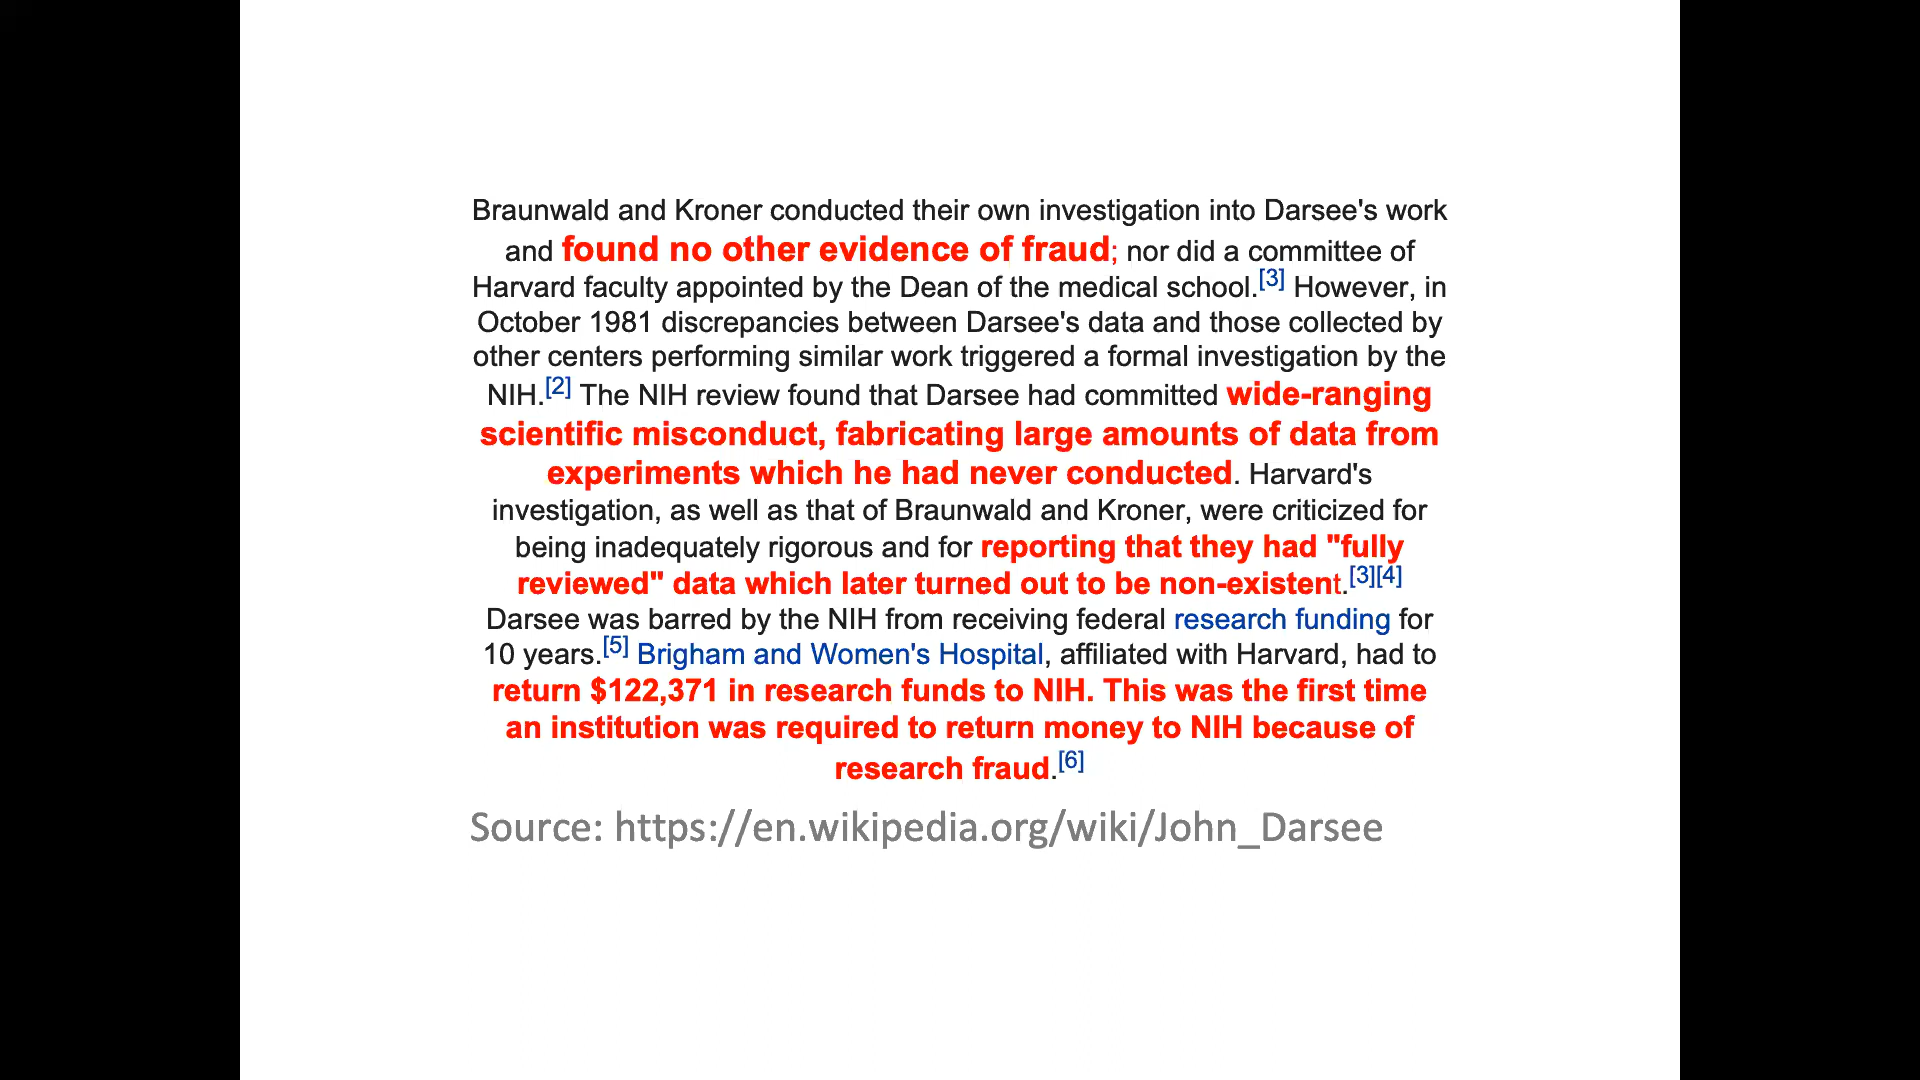 Braunwald and Kroner conducted their own investigation into Darsee's work
and found no other evidence of fraud; nor did a committee of
Harvard faculty appointed by the Dean of the medical school.[3] However, in
October 1981 discrepancies between Darsee's data and those collected by
other centers performing similar work triggered a formal investigation by the
NIH.[2] The NIH review found that Darsee had committed wide-ranging
scientific misconduct, fabricating large amounts of data from
experiments which he had never conducted. Harvard's
investigation, as well as that of Braunwald and Kroner, were criticized for
being inadequately rigorous and for reporting that they had "fully
reviewed" data which later turned out to be non-existent.[3][4]
Darsee was barred by the NIH from receiving federal research funding for
10 years.[5] Brigham and Women's Hospital, affiliated with Harvard, had to
return $122,371 in research funds to NIH. This was the first time
an institution was required to return money to NIH because of
research fraud.[6]
Source: https://en.wikipedia.org/wiki/John_Darsee